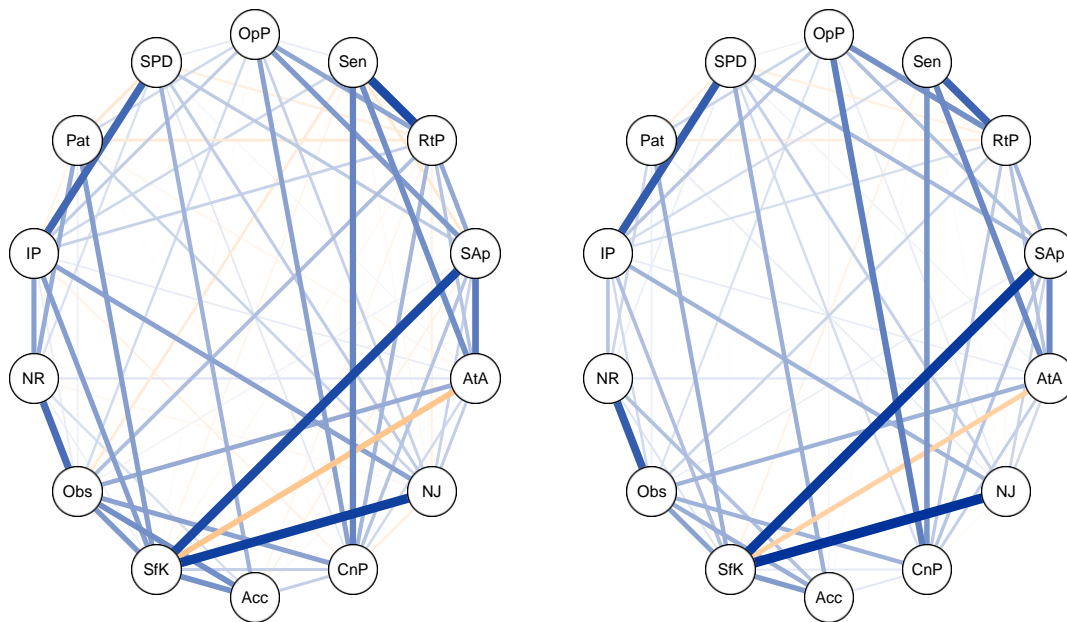 OpP
SPD
Sen
Pat
RtP
IP
SAp
NR
AtA
Obs
NJ
SfK
CnP
Acc
OpP
SPD
Sen
Pat
RtP
IP
SAp
NR
AtA
Obs
NJ
SfK
CnP
Acc